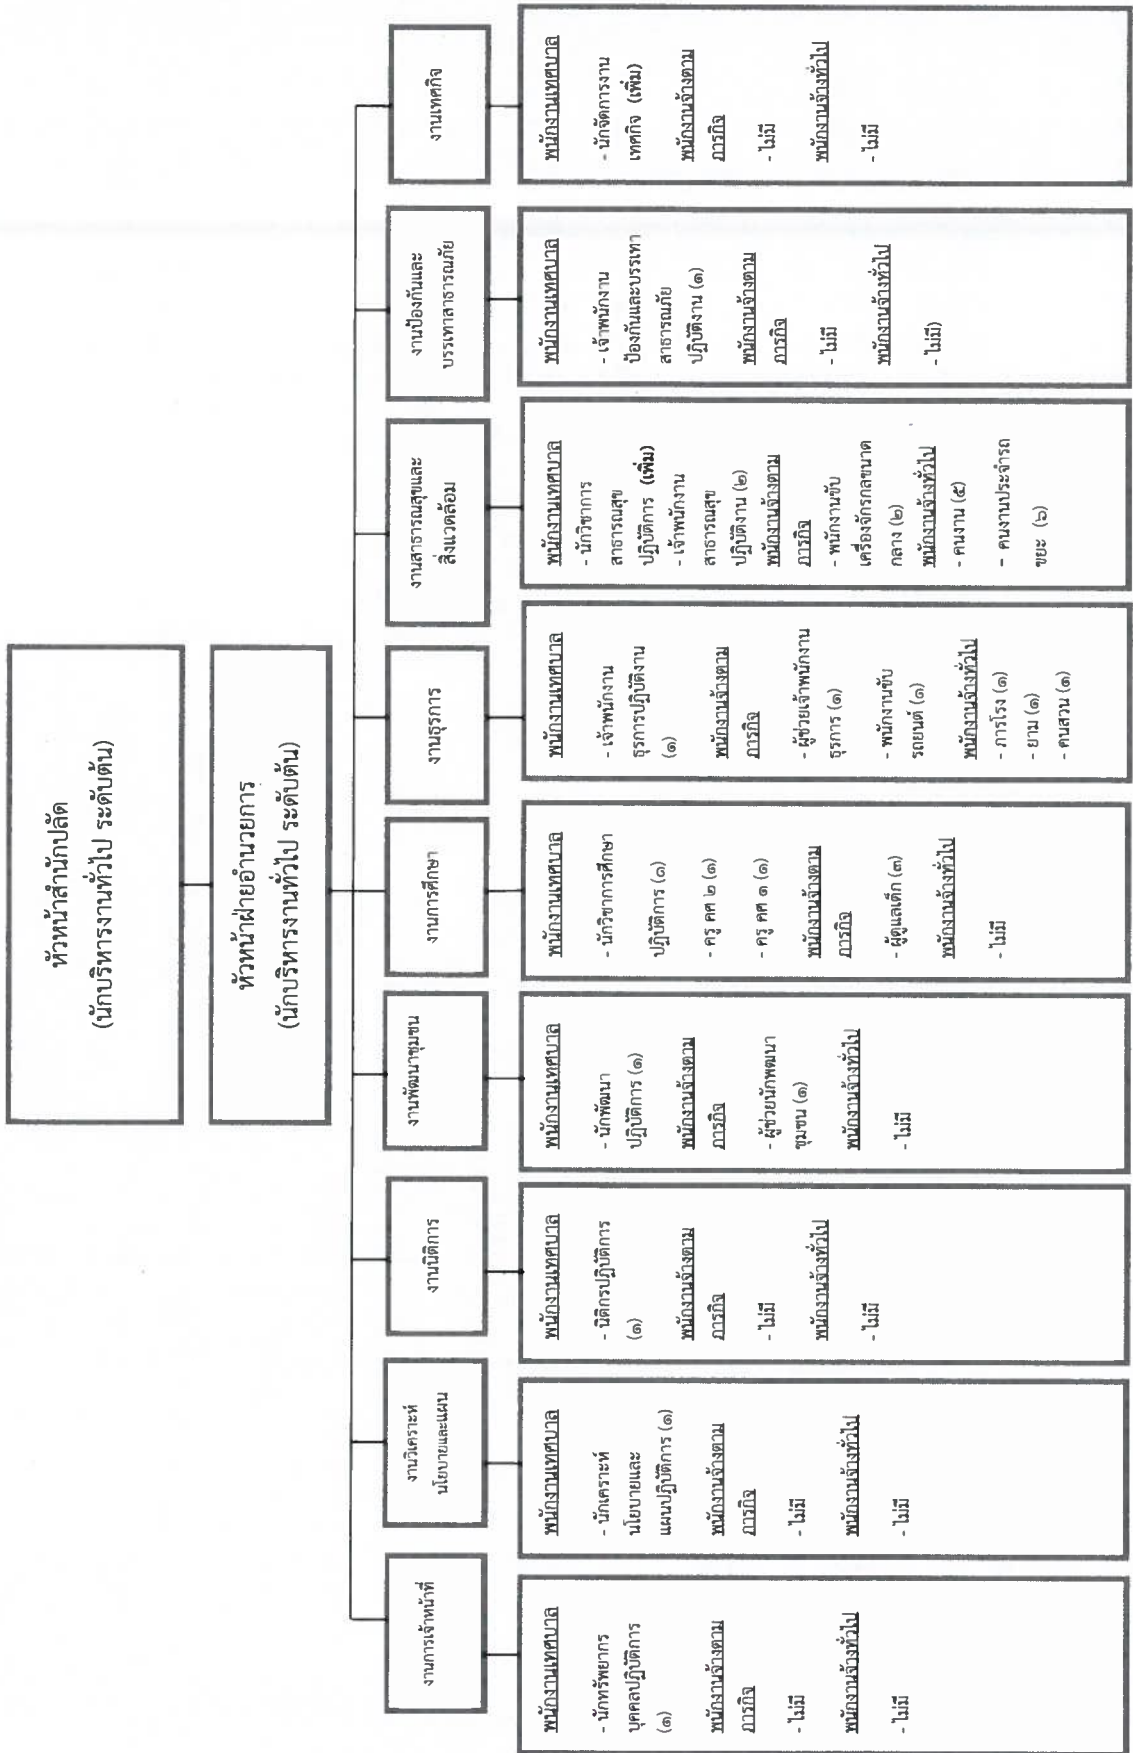 หัวหน้าสำนักปลัด
(นักบริหารงานทั่วไป ระดับต้น)
หัวหน้าฝ่ายอำนวยการ
(นักบริหารงานทั่วไป ระดับต้น)
งานการเจ้าหน้าที่
พนักงานเทศบาล
- นักทรัพยากร
บุคคลปฏิบัติการ
(๑)
พนักงานจ้างตาม
ภารกิจ
- ไม่มี
พนักงานจ้างทั่วไป
- ไม่มี
งานวิเคราะห์
นโยบายและแผน
พนักงานเทศบาล
- นักเคราะห์
นโยบายและ
แผนปฏิบัติการ (๑)
พนักงานจ้างตาม
ภารกิจ
- ไม่มี
พนักงานจ้างทั่วไป
- ไม่มี
งานนิติการ
พนักงานเทศบาล
- นิติกรปฏิบัติการ
(๑)
พนักงานจ้างตาม
ภารกิจ
- ไม่มี
พนักงานจ้างทั่วไป
- ไม่มี
งานพัฒนาชุมชน
พนักงานเทศบาล
- นักพัฒนา
ปฏิบัติการ (๑)
พนักงานจ้างตาม
ภารกิจ
- ผู้ช่วยนักพัฒนา
ชุมชน (๑)
พนักงานจ้างทั่วไป
- ไม่มี
งานการศึกษา
พนักงานเทศบาล
- นักวิชาการศึกษา
ปฏิบัติการ (๑)
- ครู คศ ๒ (๑)
- ครู คศ ๑ (๑)
พนักงานจ้างตาม
ภารกิจ
- ผู้ดูแลเด็ก (๓)
พนักงานจ้างทั่วไป
- ไม่มี
งานธุรการ
พนักงานเทศบาล
- เจ้าพนักงาน
ธุรการปฏิบัติงาน
(๑)
พนักงานจ้างตาม
ภารกิจ
- ผู้ช่วยเจ้าพนักงาน
ธุรการ (๑)
- พนักงานขับ
รถยนต์ (๑)
พนักงานจ้างทั่วไป
- ภารโรง (๑)
- ยาม (๑)
- คนสวน (๑)
งานสาธารณสุขและ
สิ่งแวดล้อม
พนักงานเทศบาล
- นักวิชาการ
สาธารณสุข
ปฏิบัติการ (เพิ่ม)
- เจ้าพนักงาน
สาธารณสุข
ปฏิบัติงาน (๒)
พนักงานจ้างตาม
ภารกิจ
- พนักงานขับ
เครื่องจักรกลขนาด
กลาง (๒)
พนักงานจ้างทั่วไป
- คนงาน (๕)
- คนงานประจำรถ
ขยะ (๖)
งานป้องกันและ
บรรเทาสาธารณภัย
พนักงานเทศบาล
- เจ้าพนักงาน
ป้องกันและบรรเทา
สาธารณภัย
ปฏิบัติงาน (๑)
พนักงานจ้างตาม
ภารกิจ
- ไม่มี
พนักงานจ้างทั่วไป
- ไม่มี)
งานเทศกิจ
พนักงานเทศบาล
- นักจัดการงาน
เทศกิจ (เพิ่ม)
พนักงานจ้างตาม
ภารกิจ
- ไม่มี
พนักงานจ้างทั่วไป
- ไม่มี